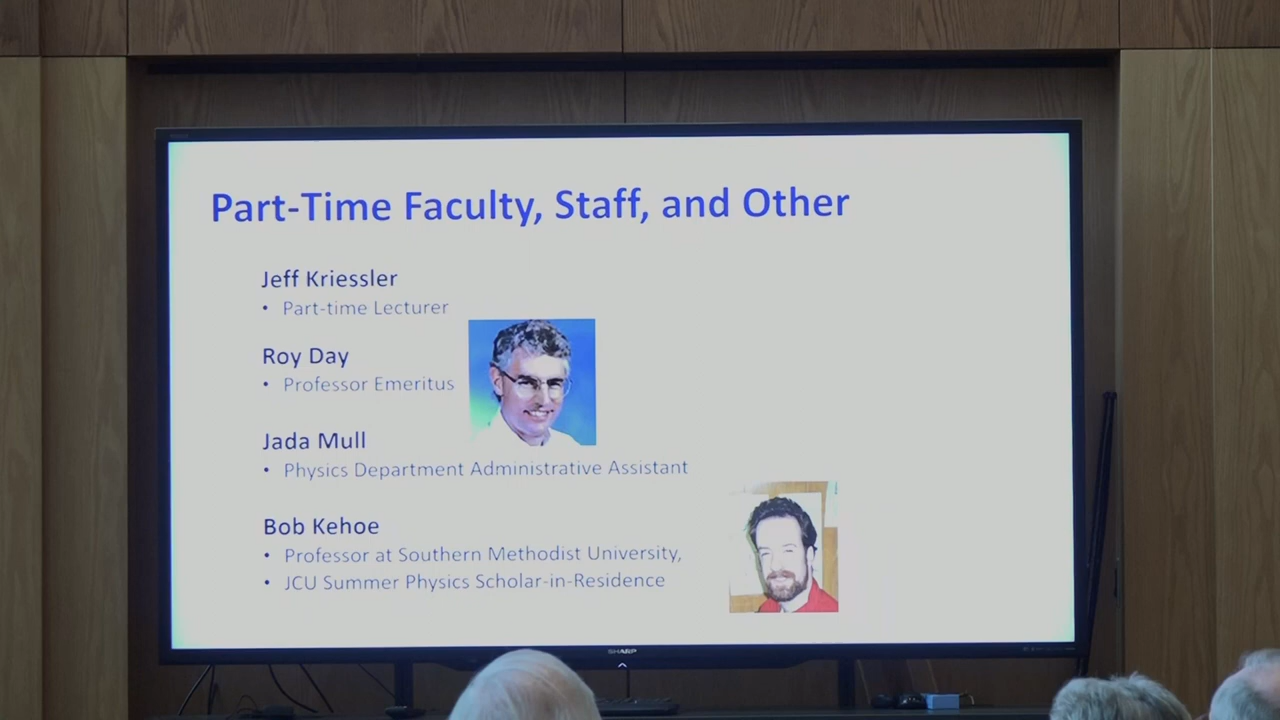 Part-Time Faculty, Staff, and Other
Jeff Kriessler
• Part-time Lecturer
Roy Day
• Professor Emeritus
Jada Mull
• Physics Department Administrative Assistant
Bob Kehoe
• Professor at Southern Methodist University,
• JCU Summer Physics Scholar-in-Residence
SHARP